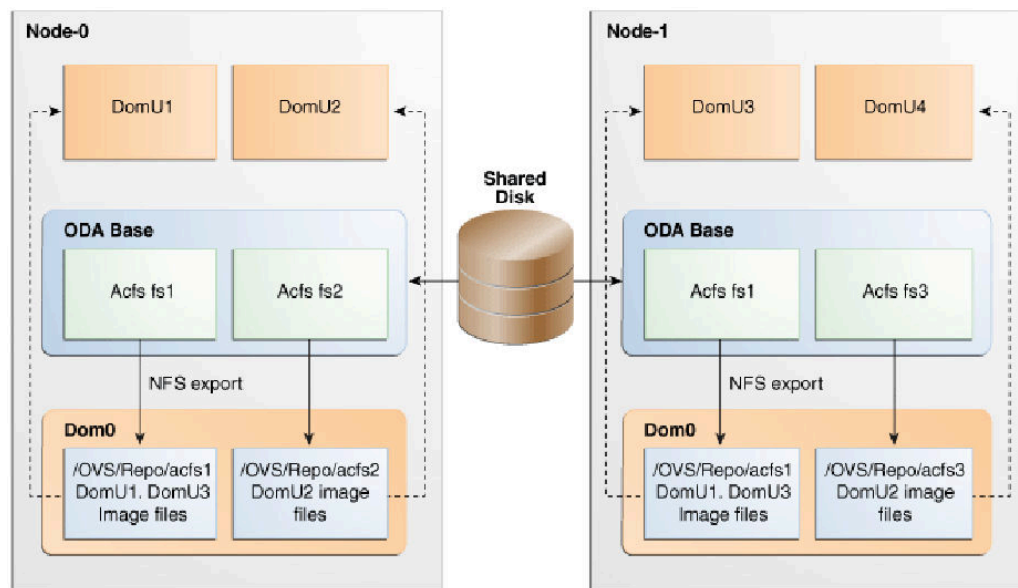 Node-0
DomU1
DomU2
ODA Base
Acfs fs1
Acfs fs2
NFS export
Dom0
/OVS/Repo/acfs1
DomU1. DomU3
Image files
/OVS/Repo/acfs2
DomU2 image
files
Shared
Disk
Node-1
DomU3
DomU4
ODA Base
Acfs fs1
Acfs fs3
NFS export
Dom0
/OVS/Repo/acfs1
DomU1. DomU3
Image files
/OVS/Repo/acfs3
DomU2 image
files